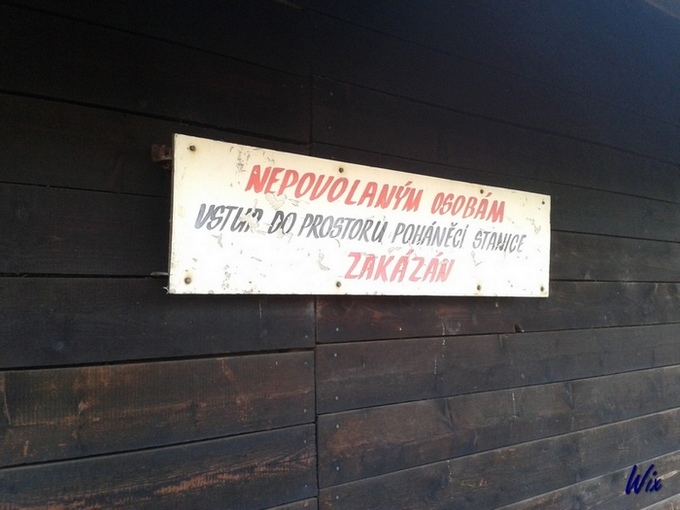 NEPOVOLANÝM OSOBÁM
VSTUP DO PROSTORU POHÁNĚCÍ STANICE
ZAKÁZÁN
Wix